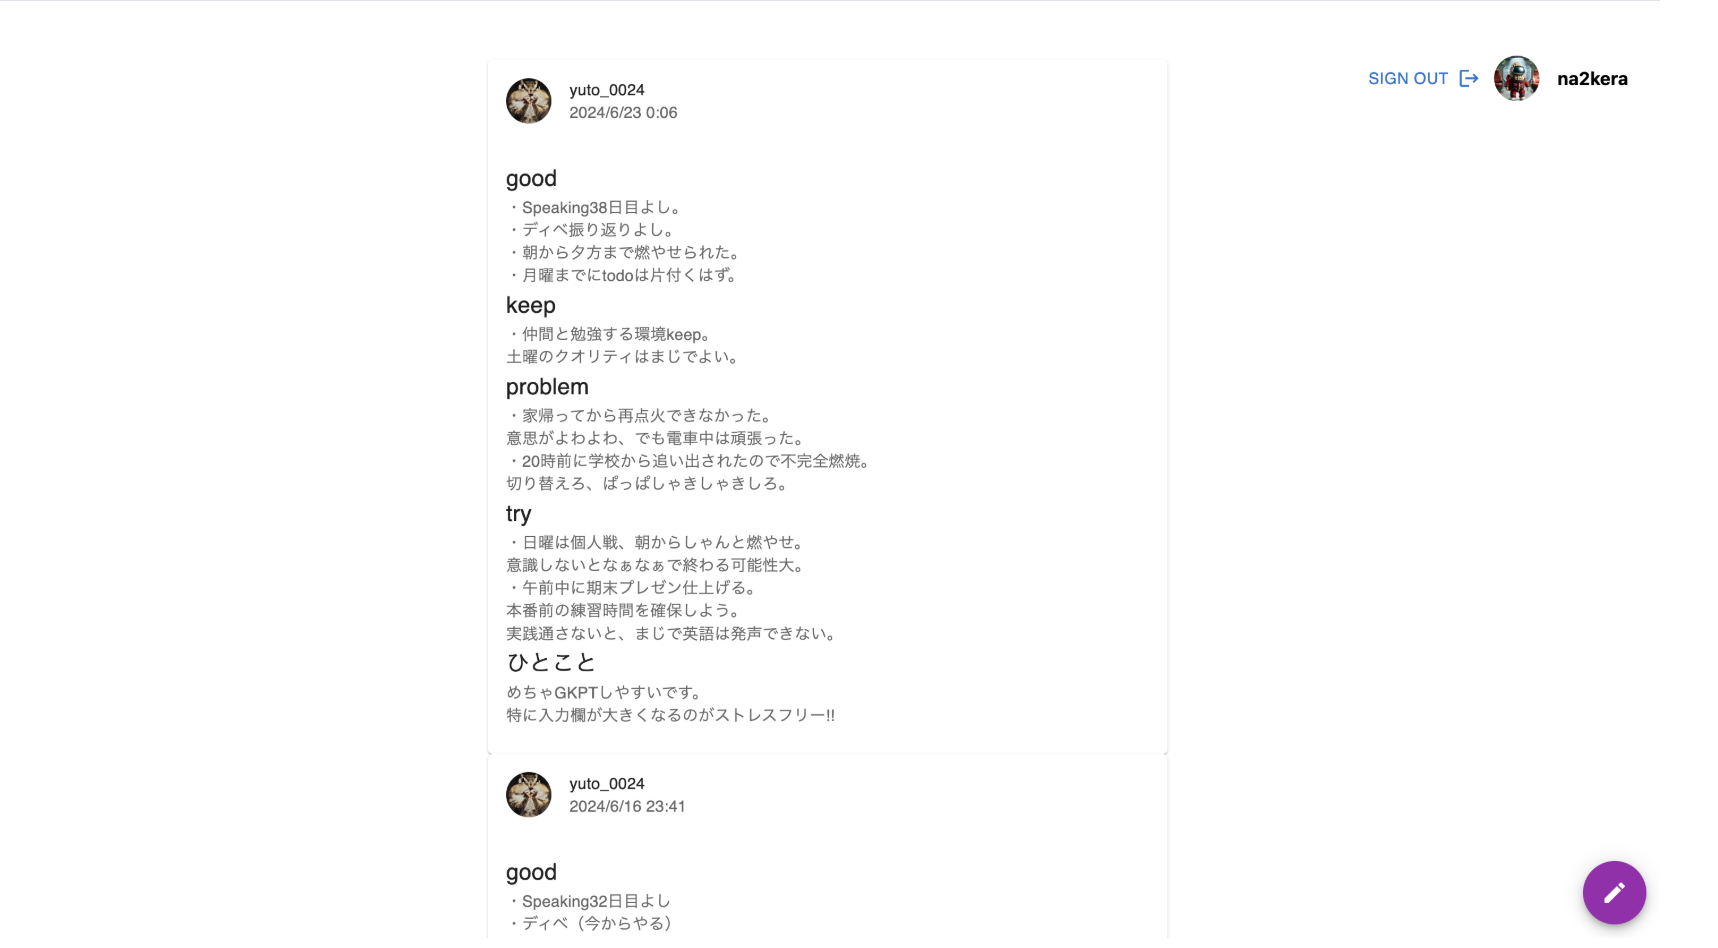 SIGN OUT
na2kera
yuto_0024
2024/6/23 0:06
good
・Speaking38日目よし。
・ディベ振り返りよし。
・朝から夕方まで燃やせられた。
・月曜までにtodoは片付くはず。
keep
・仲間と勉強する環境keep。
土曜のクオリティはまじでよい。
problem
・家帰ってから再点火できなかった。
意思がよわよわ、でも電車中は頑張った。
・20時前に学校から追い出されたので不完全燃焼。
切り替えろ、ぱっぱしゃきしゃきしろ。
try
・日曜は個人戦、朝からしゃんと燃やせ。
意識しないとなぁなぁで終わる可能性大。
・午前中に期末プレゼン仕上げる。
本番前の練習時間を確保しよう。
実践通さないと、まじで英語は発声できない。
ひとこと
めちゃGKPTしやすいです。
特に入力欄が大きくなるのがストレスフリー!!
yuto_0024
2024/6/16 23:41
good
・Speaking32日目よし
・ディベ（今からやる）